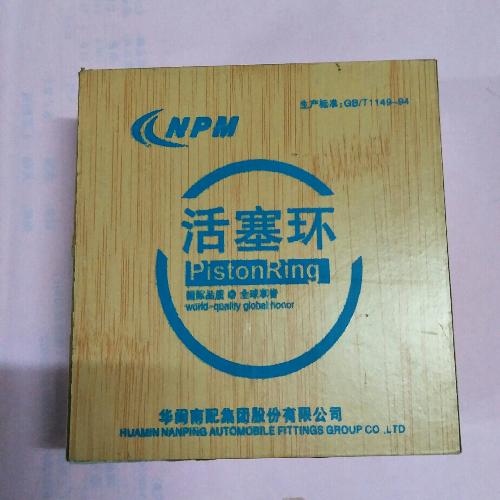 NPM
生产标准:GB/T1149-94
活塞环
PistonRing
国际品质 全球享誉
world-quality global honor
华闽南配集团股份有限公司
HUAMIN NANPING AUTOMOBILE FITTINGS GROUP CO .LTD